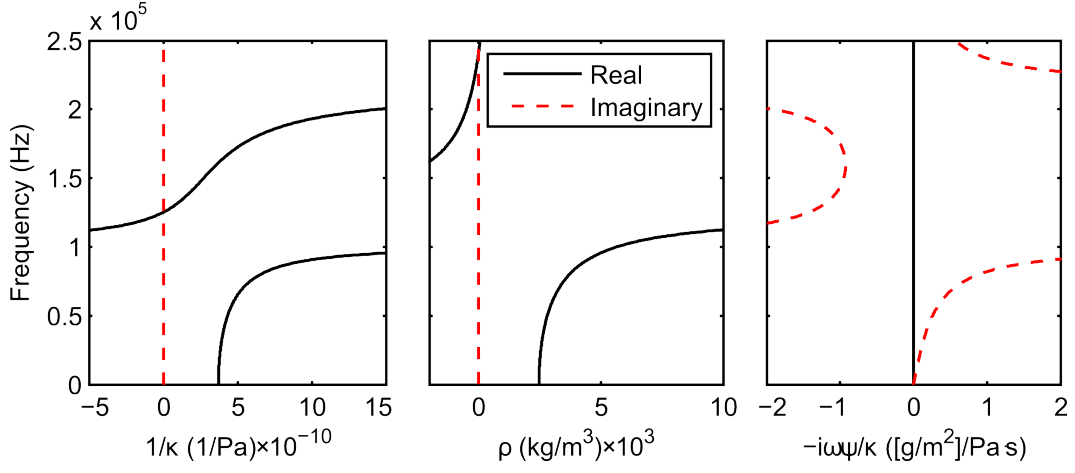 x 10⁵
2.5
2
1.5
1
0.5
0
Frequency (Hz)
−5 0 5 10 15
1/κ (1/Pa)×10⁻¹⁰
Real
Imaginary
0 5 10
ρ (kg/m³)×10³
−2 −1 0 1 2
−iωψ/κ ([g/m²]/Pa·s)